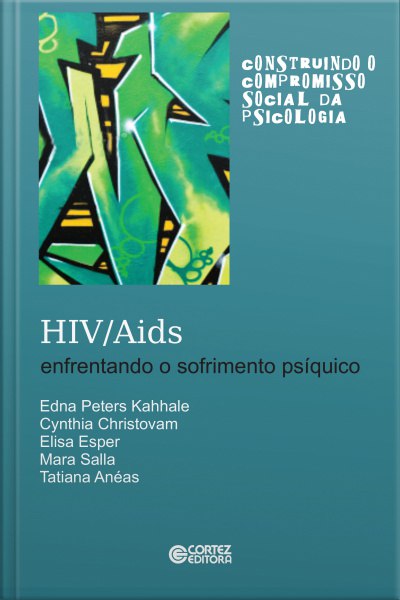 CONSTRUINDO O
COMPROMISSO
SOCIAL DA
PSICOLOGIA
HIV/Aids
enfrentando o sofrimento psíquico
Edna Peters Kahhale
Cynthia Christovam
Elisa Esper
Mara Salla
Tatiana Anéas
CORTEZ
EDITORA